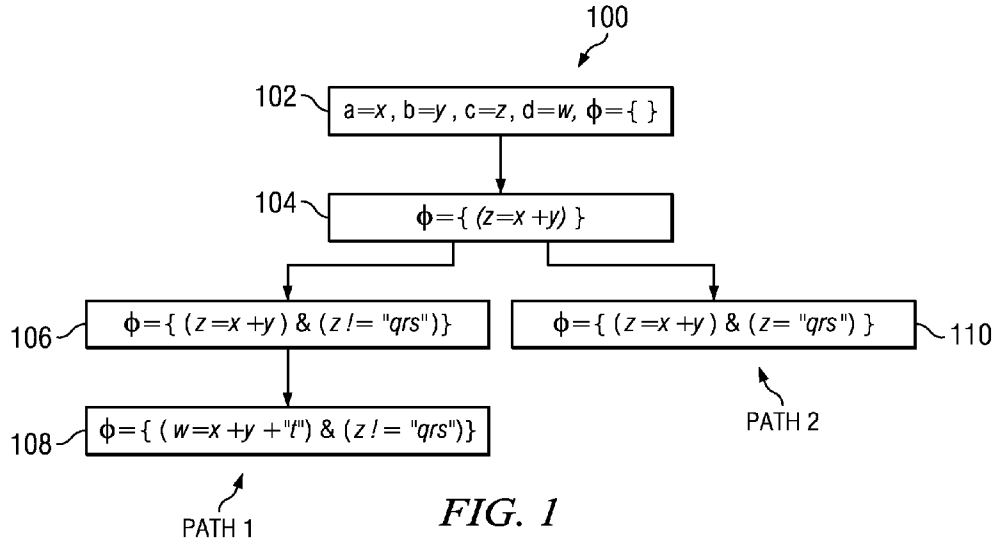 100
102
a=x , b=y , c=z, d=w, ϕ={ }
104
ϕ={ (z=x +y) }
106
ϕ={ (z=x +y ) & (z != "qrs")}
ϕ={ (z=x +y ) & (z= "qrs") }
110
108
ϕ={ ( w=x +y +"t") & (z != "qrs")}
PATH 2
PATH 1
FIG. 1